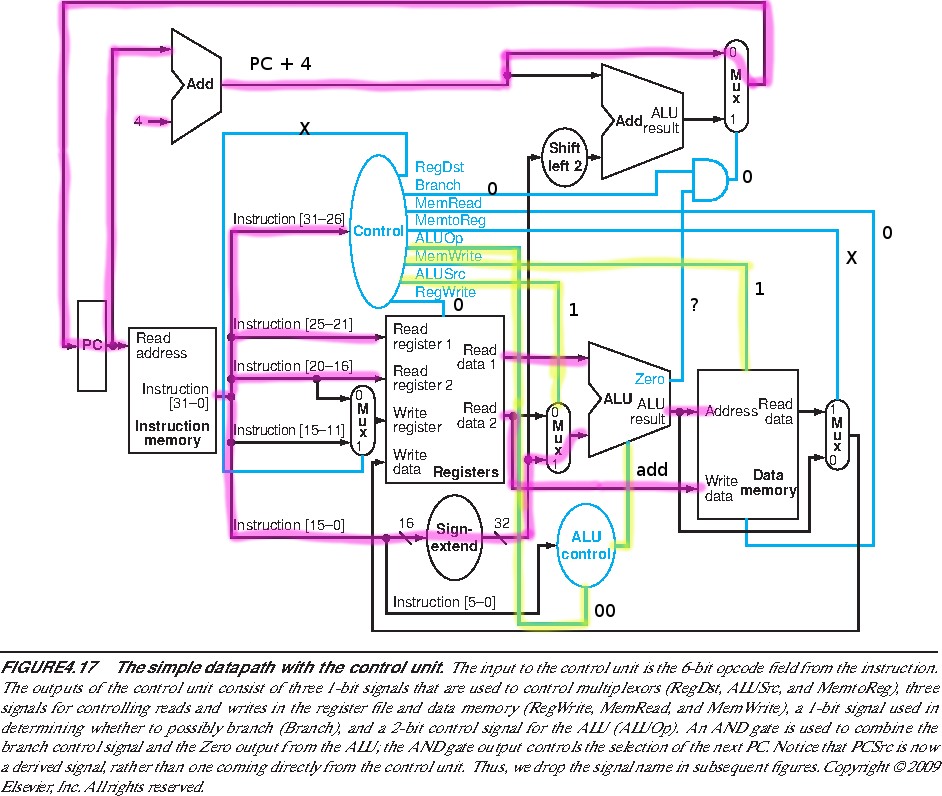 PC + 4
Add
4
0
M
u
x
1
Add
ALU
result
Shift
left 2
X
0
RegDst
Branch
MemRead
MemtoReg
ALUOp
MemWrite
ALUSrc
RegWrite
0
0
X
1
1
?
0
Control
Instruction [31–26]
Instruction [25–21]
Instruction [20–16]
Instruction [15–11]
Instruction [15–0]
Instruction [5–0]
PC
Read
address
Instruction
[31–0]
Instruction
memory
0
M
u
x
1
Read
register 1
Read
register 2
Write
register
Write
data
Read
data 1
Read
data 2
Registers
0
M
u
x
1
Zero
ALU
ALU
result
add
Address
Read
data
Write
data
Data
memory
1
M
u
x
0
16
Sign-
extend
32
ALU
control
00
FIGURE4.17 The simple datapath with the control unit. The input to the control unit is the 6-bit opcode field from the instruction.
The outputs of the control unit consist of three 1-bit signals that are used to control multiplexors (RegDst, ALUSrc, and MemtoReg), three
signals for controlling reads and writes in the register file and data memory (RegWrite, MemRead, and MemWrite), a 1-bit signal used in
determining whether to possibly branch (Branch), and a 2-bit control signal for the ALU (ALUOp). An AND gate is used to combine the
branch control signal and the Zero output from the ALU; the AND gate output controls the selection of the next PC. Notice that PCSrc is now
a derived signal, rather than one coming directly from the control unit. Thus, we drop the signal name in subsequent figures. Copyright © 2009
Elsevier, Inc. All rights reserved.